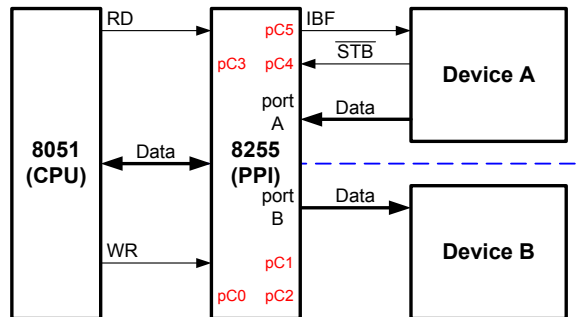 RD
pC5
IBF
pC3
pC4
STB
Device A
port
A
Data
8051
(CPU)
Data
8255
(PPI)
port
B
Data
Device B
WR
pC1
pC0
pC2